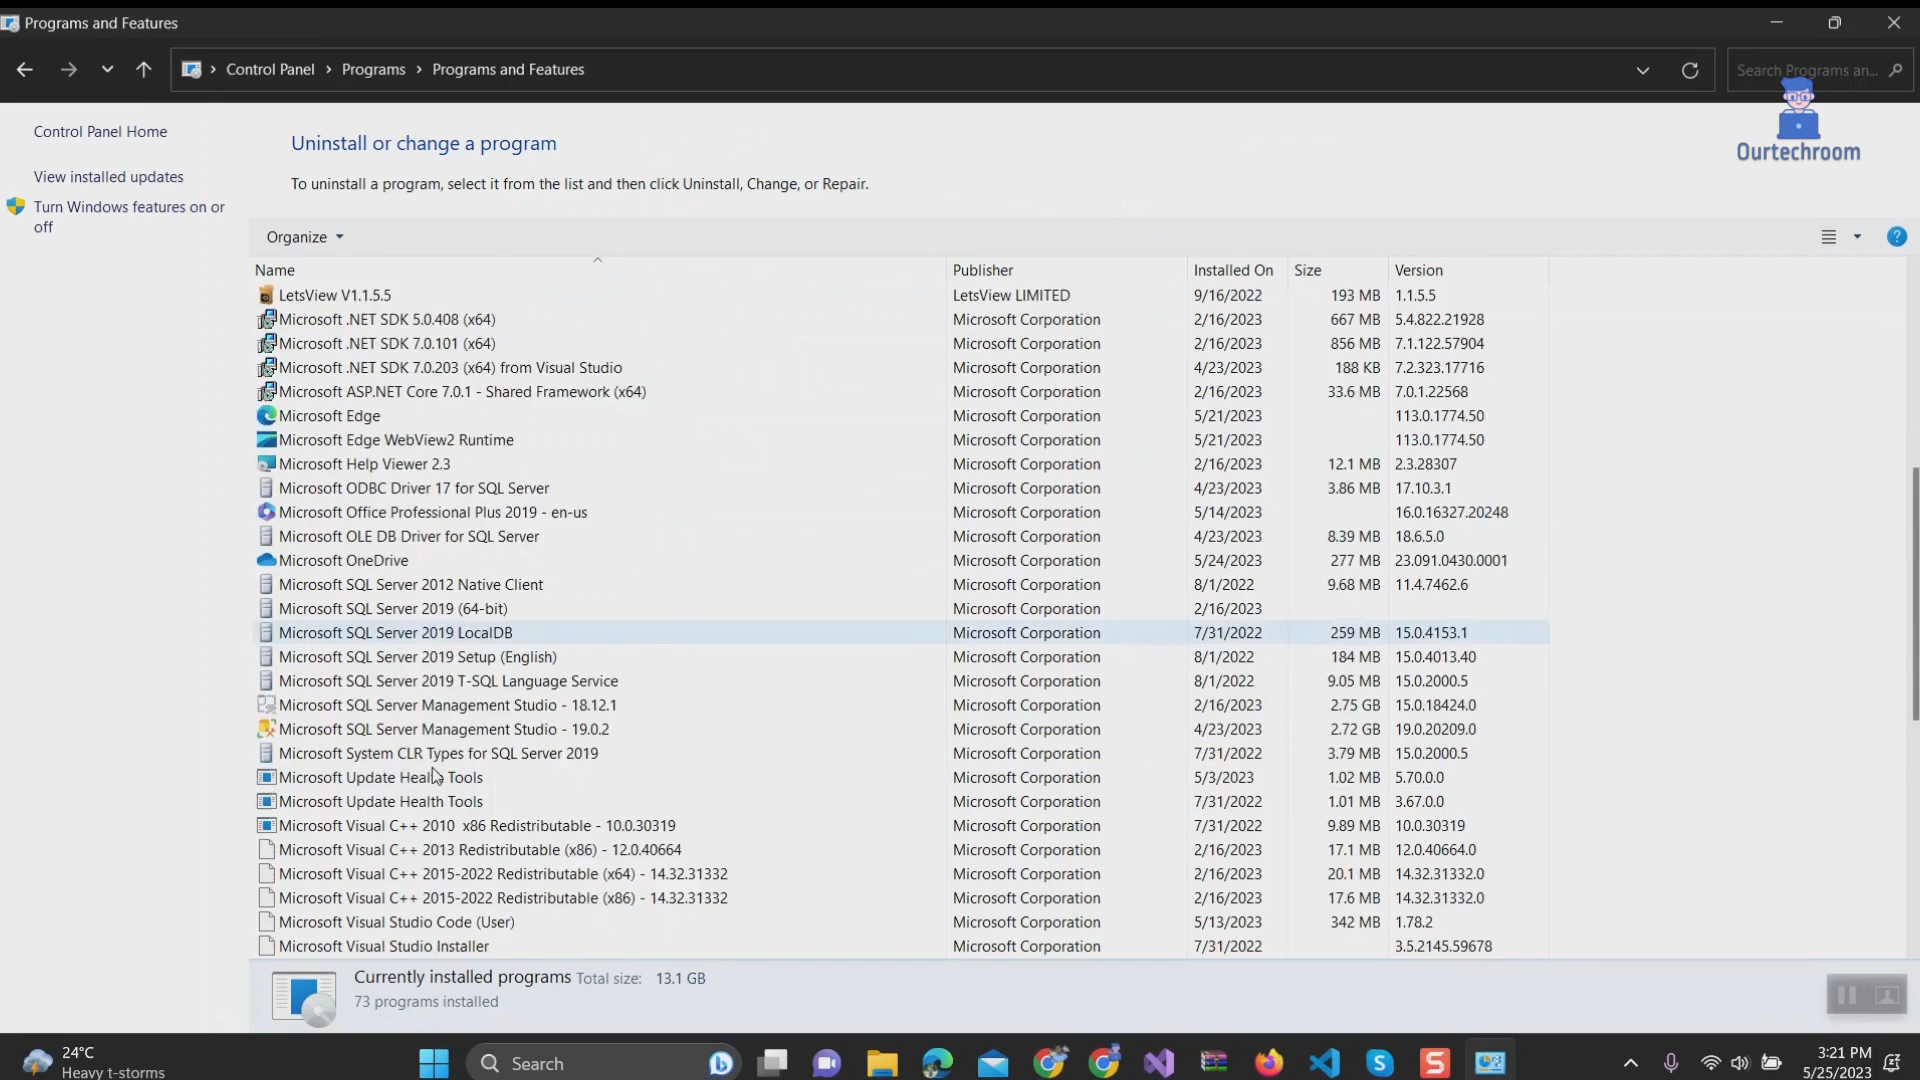 Programs and Features
Control Panel > Programs > Programs and Features
Search Programs an...
Ourtechroom
Control Panel Home
View installed updates
Turn Windows features on or
off
Uninstall or change a program
To uninstall a program, select it from the list and then click Uninstall, Change, or Repair.
Organize
Name Publisher Installed On Size Version
LetsView V1.1.5.5 LetsView LIMITED 9/16/2022 193 MB 1.1.5.5
Microsoft .NET SDK 5.0.408 (x64) Microsoft Corporation 2/16/2023 667 MB 5.4.822.21928
Microsoft .NET SDK 7.0.101 (x64) Microsoft Corporation 2/16/2023 856 MB 7.1.122.57904
Microsoft .NET SDK 7.0.203 (x64) from Visual Studio Microsoft Corporation 4/23/2023 188 KB 7.2.323.17716
Microsoft ASP.NET Core 7.0.1 - Shared Framework (x64) Microsoft Corporation 2/16/2023 33.6 MB 7.0.1.22568
Microsoft Edge Microsoft Corporation 5/21/2023 113.0.1774.50
Microsoft Edge WebView2 Runtime Microsoft Corporation 5/21/2023 113.0.1774.50
Microsoft Help Viewer 2.3 Microsoft Corporation 2/16/2023 12.1 MB 2.3.28307
Microsoft ODBC Driver 17 for SQL Server Microsoft Corporation 4/23/2023 3.86 MB 17.10.3.1
Microsoft Office Professional Plus 2019 - en-us Microsoft Corporation 5/14/2023 16.0.16327.20248
Microsoft OLE DB Driver for SQL Server Microsoft Corporation 4/23/2023 8.39 MB 18.6.5.0
Microsoft OneDrive Microsoft Corporation 5/24/2023 277 MB 23.091.0430.0001
Microsoft SQL Server 2012 Native Client Microsoft Corporation 8/1/2022 9.68 MB 11.4.7462.6
Microsoft SQL Server 2019 (64-bit) Microsoft Corporation 2/16/2023
Microsoft SQL Server 2019 LocalDB Microsoft Corporation 7/31/2022 259 MB 15.0.4153.1
Microsoft SQL Server 2019 Setup (English) Microsoft Corporation 8/1/2022 184 MB 15.0.4013.40
Microsoft SQL Server 2019 T-SQL Language Service Microsoft Corporation 8/1/2022 9.05 MB 15.0.2000.5
Microsoft SQL Server Management Studio - 18.12.1 Microsoft Corporation 2/16/2023 2.75 GB 15.0.18424.0
Microsoft SQL Server Management Studio - 19.0.2 Microsoft Corporation 4/23/2023 2.72 GB 19.0.20209.0
Microsoft System CLR Types for SQL Server 2019 Microsoft Corporation 7/31/2022 3.79 MB 15.0.2000.5
Microsoft Update Health Tools Microsoft Corporation 5/3/2023 1.02 MB 5.70.0.0
Microsoft Update Health Tools Microsoft Corporation 7/31/2022 1.01 MB 3.67.0.0
Microsoft Visual C++ 2010 x86 Redistributable - 10.0.30319 Microsoft Corporation 7/31/2022 9.89 MB 10.0.30319
Microsoft Visual C++ 2013 Redistributable (x86) - 12.0.40664 Microsoft Corporation 2/16/2023 17.1 MB 12.0.40664.0
Microsoft Visual C++ 2015-2022 Redistributable (x64) - 14.32.31332 Microsoft Corporation 2/16/2023 20.1 MB 14.32.31332.0
Microsoft Visual C++ 2015-2022 Redistributable (x86) - 14.32.31332 Microsoft Corporation 2/16/2023 17.6 MB 14.32.31332.0
Microsoft Visual Studio Code (User) Microsoft Corporation 5/13/2023 342 MB 1.78.2
Microsoft Visual Studio Installer Microsoft Corporation 7/31/2022 3.5.2145.59678
Currently installed programs Total size: 13.1 GB
73 programs installed
24°C
Heavy t-storms
Search
3:21 PM
5/25/2023